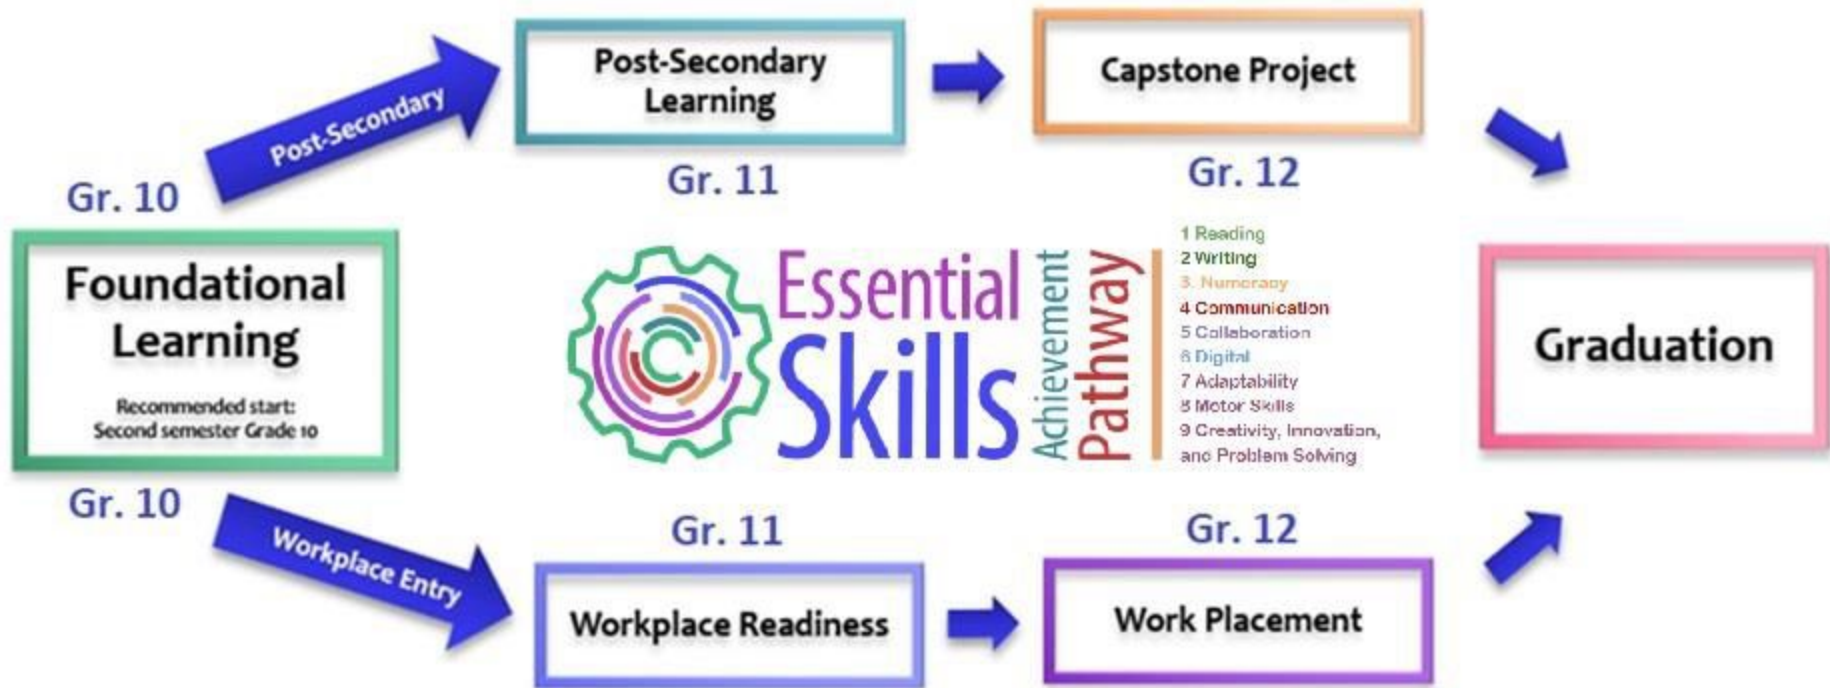 Post-Secondary
Post-Secondary
Learning
Capstone Project
Gr. 10
Gr. 11
Gr. 12
Foundational
Learning
Recommended start:
Second semester Grade 10
Essential
Skills
Achievement
Pathway
1 Reading
2 Writing
3. Numeracy
4 Communication
5 Collaboration
6 Digital
7 Adaptability
8 Motor Skills
9 Creativity, Innovation,
and Problem Solving
Graduation
Gr. 10
Workplace Entry
Gr. 11
Gr. 12
Workplace Readiness
Work Placement